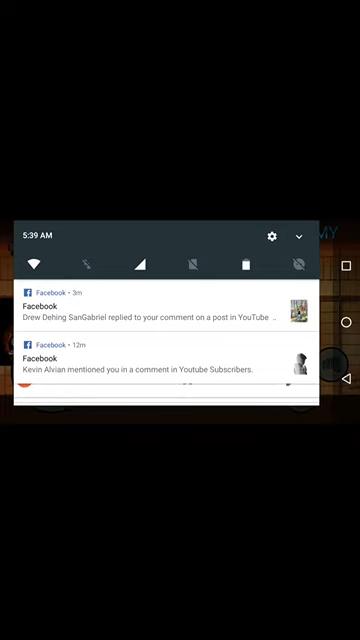 MY
5:39 AM
Facebook • 3m
Facebook
Drew Dehing SanGabriel replied to your comment on a post in YouTube ..
Facebook • 12m
Facebook
Kevin Alvian mentioned you in a comment in Youtube Subscribers.